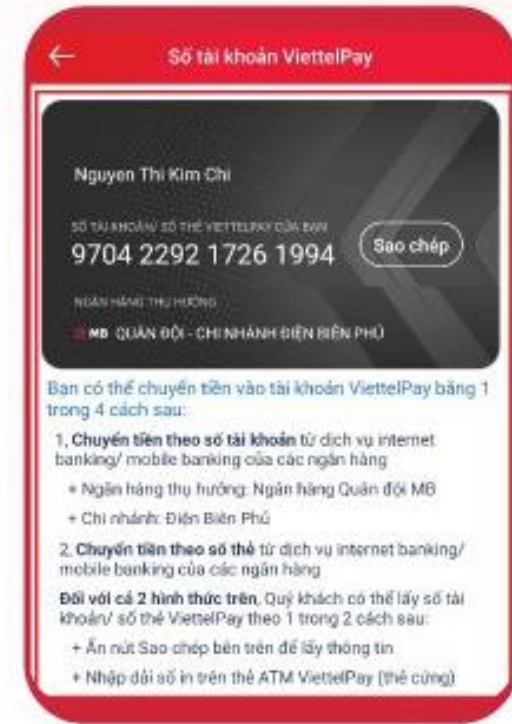 Số tài khoản ViettelPay
Nguyen Thi Kim Chi
SỐ TÀI KHOẢN/ SỐ THẺ VIETTELPAY CỦA BẠN
9704 2292 1726 1994
Sao chép
NGÂN HÀNG THỤ HƯỞNG
MB QUÂN ĐỘI - CHI NHÁNH ĐIỆN BIÊN PHỦ
Bạn có thể chuyển tiền vào tài khoản ViettelPay bằng 1
trong 4 cách sau:
1, Chuyển tiền theo số tài khoản từ dịch vụ internet
banking/ mobile banking của các ngân hàng
+ Ngân hàng thụ hưởng: Ngân hàng Quân đội MB
+ Chi nhánh: Điện Biên Phủ
2, Chuyển tiền theo số thẻ từ dịch vụ internet banking/
mobile banking của các ngân hàng
Đối với cả 2 hình thức trên, Quý khách có thể lấy số tài
khoản/ số thẻ ViettelPay theo 1 trong 2 cách sau:
+ Ấn nút Sao chép bên trên để lấy thông tin
+ Nhập dải số in trên thẻ ATM ViettelPay (thẻ cứng)